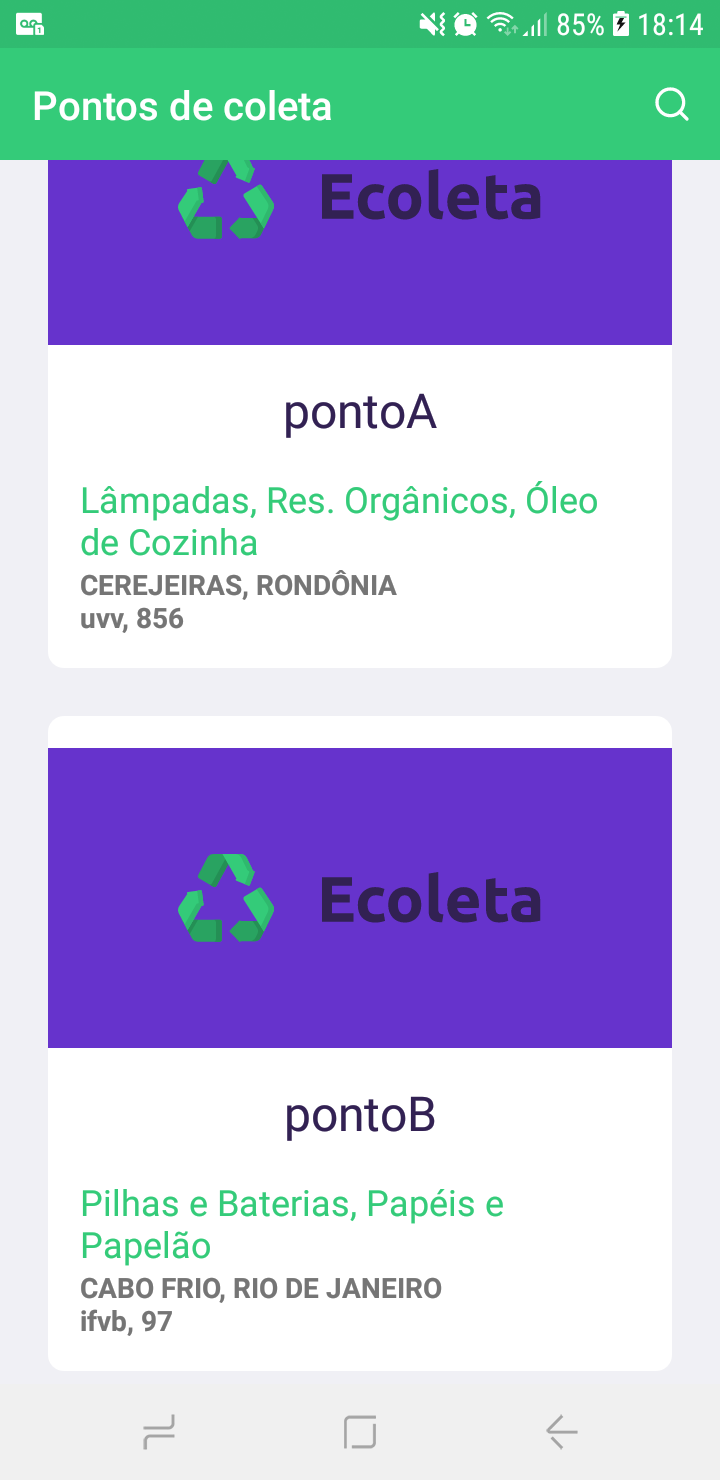 85% 18:14
Pontos de coleta
Ecoleta
pontoA
Lâmpadas, Res. Orgânicos, Óleo
de Cozinha
CEREJEIRAS, RONDÔNIA
uvv, 856
Ecoleta
pontoB
Pilhas e Baterias, Papéis e
Papelão
CABO FRIO, RIO DE JANEIRO
ifvb, 97